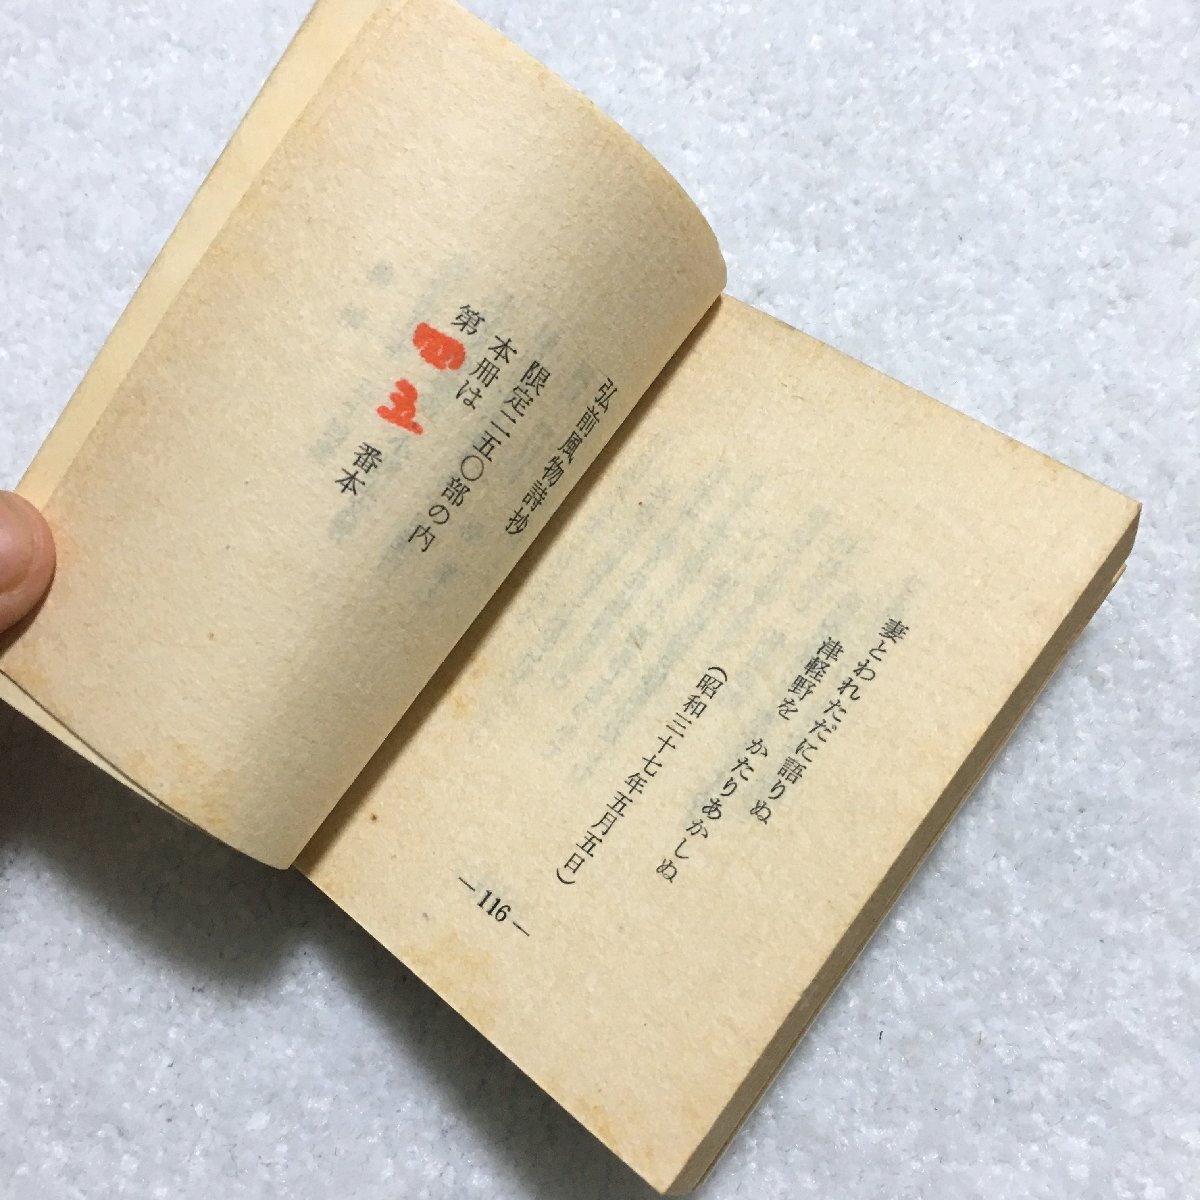 妻とわれただに語りぬ
津軽野を かたりあかしぬ
(昭和三十七年五月五日)
—116—
弘前風物詩抄
限定二五〇部の内
本冊は
第四五番本